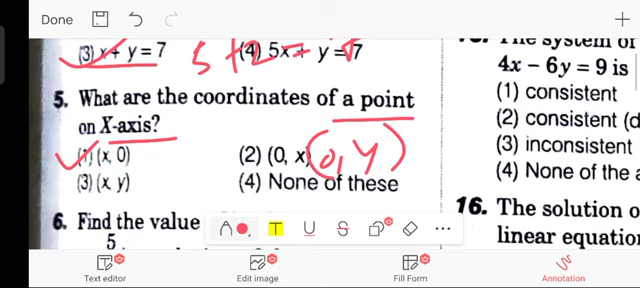 Done
(3) x + y = 7
5 + 2 = 7
(4) 5x + y = 7
5. What are the coordinates of a point
on X-axis?
(1) (x, 0)
(2) (0, x)
(0, y)
(3) (x, y)
(4) None of these
6. Find the value
5
The system of
4x − 6y = 9 is
(1) consistent
(2) consistent (d
(3) inconsistent
(4) None of the a
16. The solution o
linear equation
T U S
Text editor
Edit image
Fill Form
Annotation